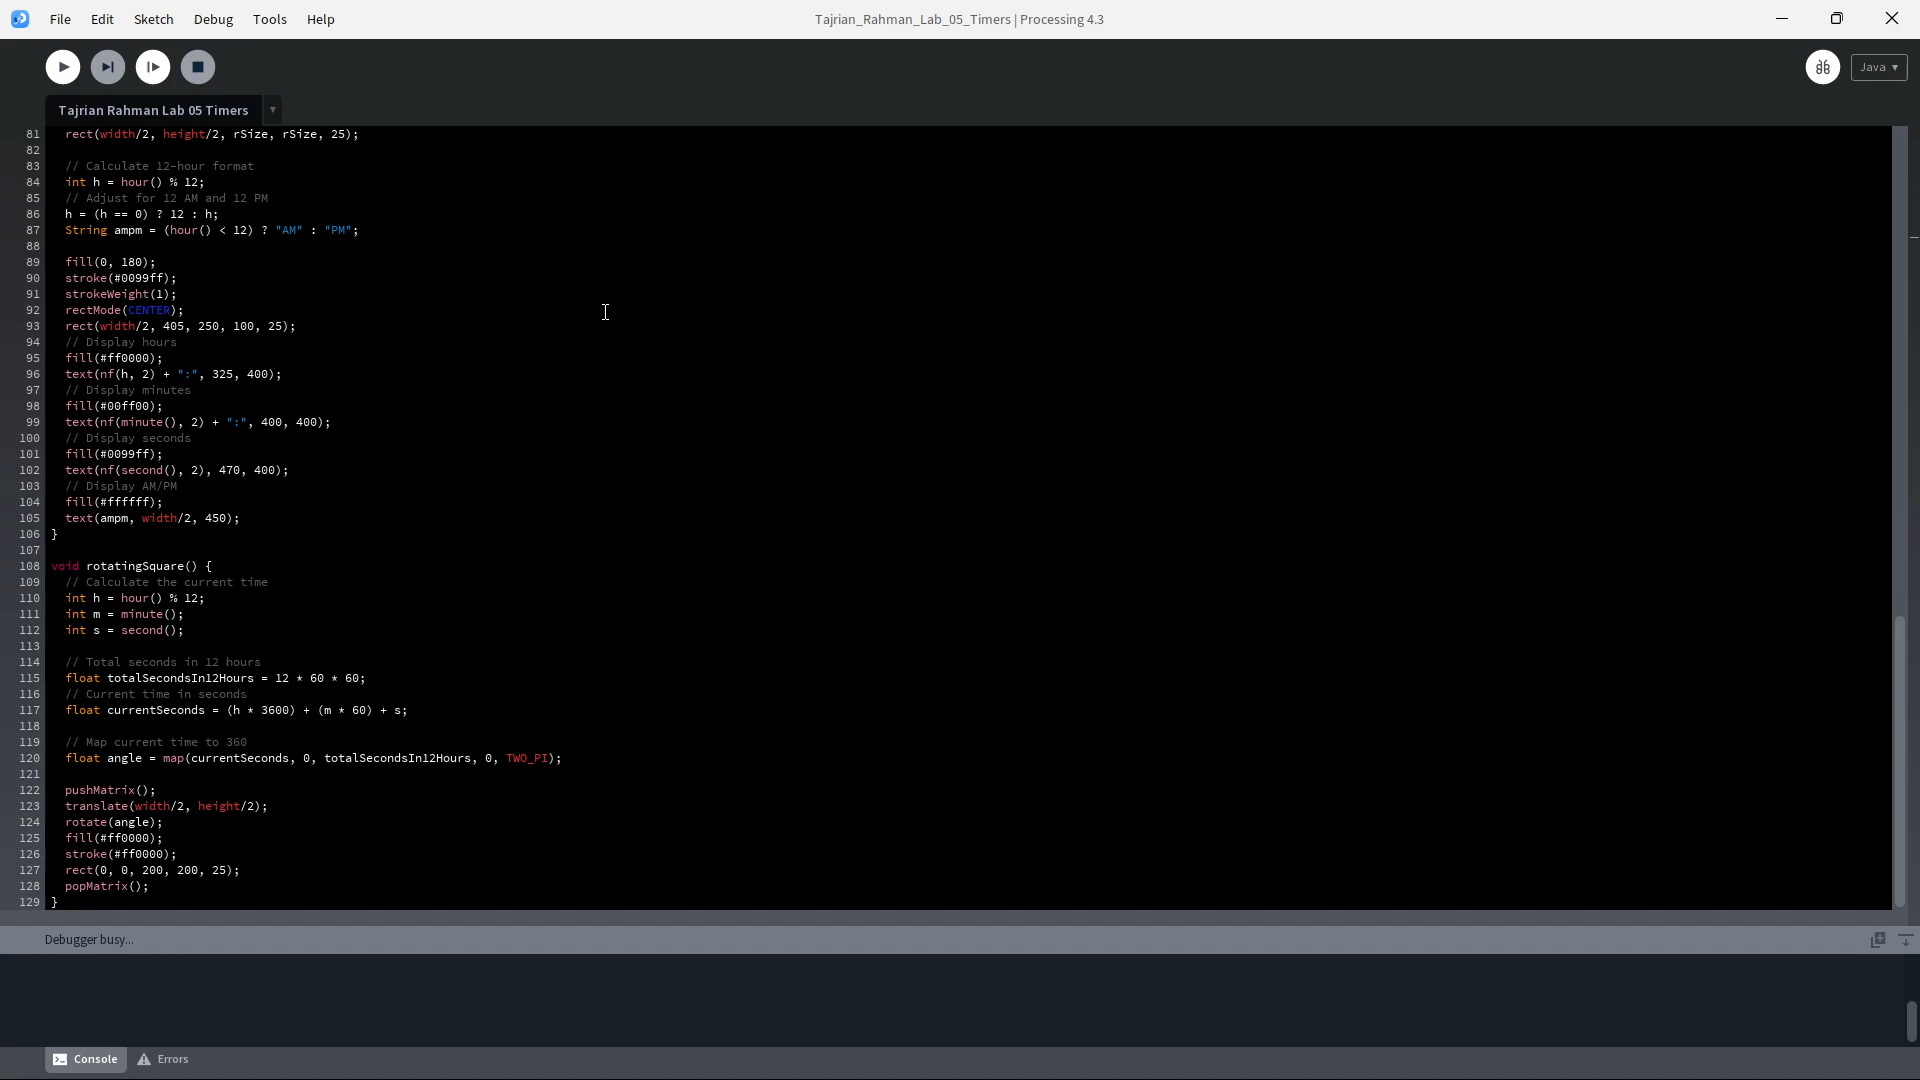 File Edit Sketch Debug Tools Help
Tajrian_Rahman_Lab_05_Timers | Processing 4.3
Java ▾
Tajrian Rahman Lab 05 Timers ▾
81 rect(width/2, height/2, rSize, rSize, 25);
82
83 // Calculate 12-hour format
84 int h = hour() % 12;
85 // Adjust for 12 AM and 12 PM
86 h = (h == 0) ? 12 : h;
87 String ampm = (hour() < 12) ? "AM" : "PM";
88
89 fill(0, 180);
90 stroke(#0099ff);
91 strokeWeight(1);
92 rectMode(CENTER);
93 rect(width/2, 405, 250, 100, 25);
94 // Display hours
95 fill(#ff0000);
96 text(nf(h, 2) + ":", 325, 400);
97 // Display minutes
98 fill(#00ff00);
99 text(nf(minute(), 2) + ":", 400, 400);
100 // Display seconds
101 fill(#0099ff);
102 text(nf(second(), 2), 470, 400);
103 // Display AM/PM
104 fill(#ffffff);
105 text(ampm, width/2, 450);
106 }
107
108 void rotatingSquare() {
109 // Calculate the current time
110 int h = hour() % 12;
111 int m = minute();
112 int s = second();
113
114 // Total seconds in 12 hours
115 float totalSecondsIn12Hours = 12 * 60 * 60;
116 // Current time in seconds
117 float currentSeconds = (h * 3600) + (m * 60) + s;
118
119 // Map current time to 360
120 float angle = map(currentSeconds, 0, totalSecondsIn12Hours, 0, TWO_PI);
121
122 pushMatrix();
123 translate(width/2, height/2);
124 rotate(angle);
125 fill(#ff0000);
126 stroke(#ff0000);
127 rect(0, 0, 200, 200, 25);
128 popMatrix();
129 }
Debugger busy...
Console Errors